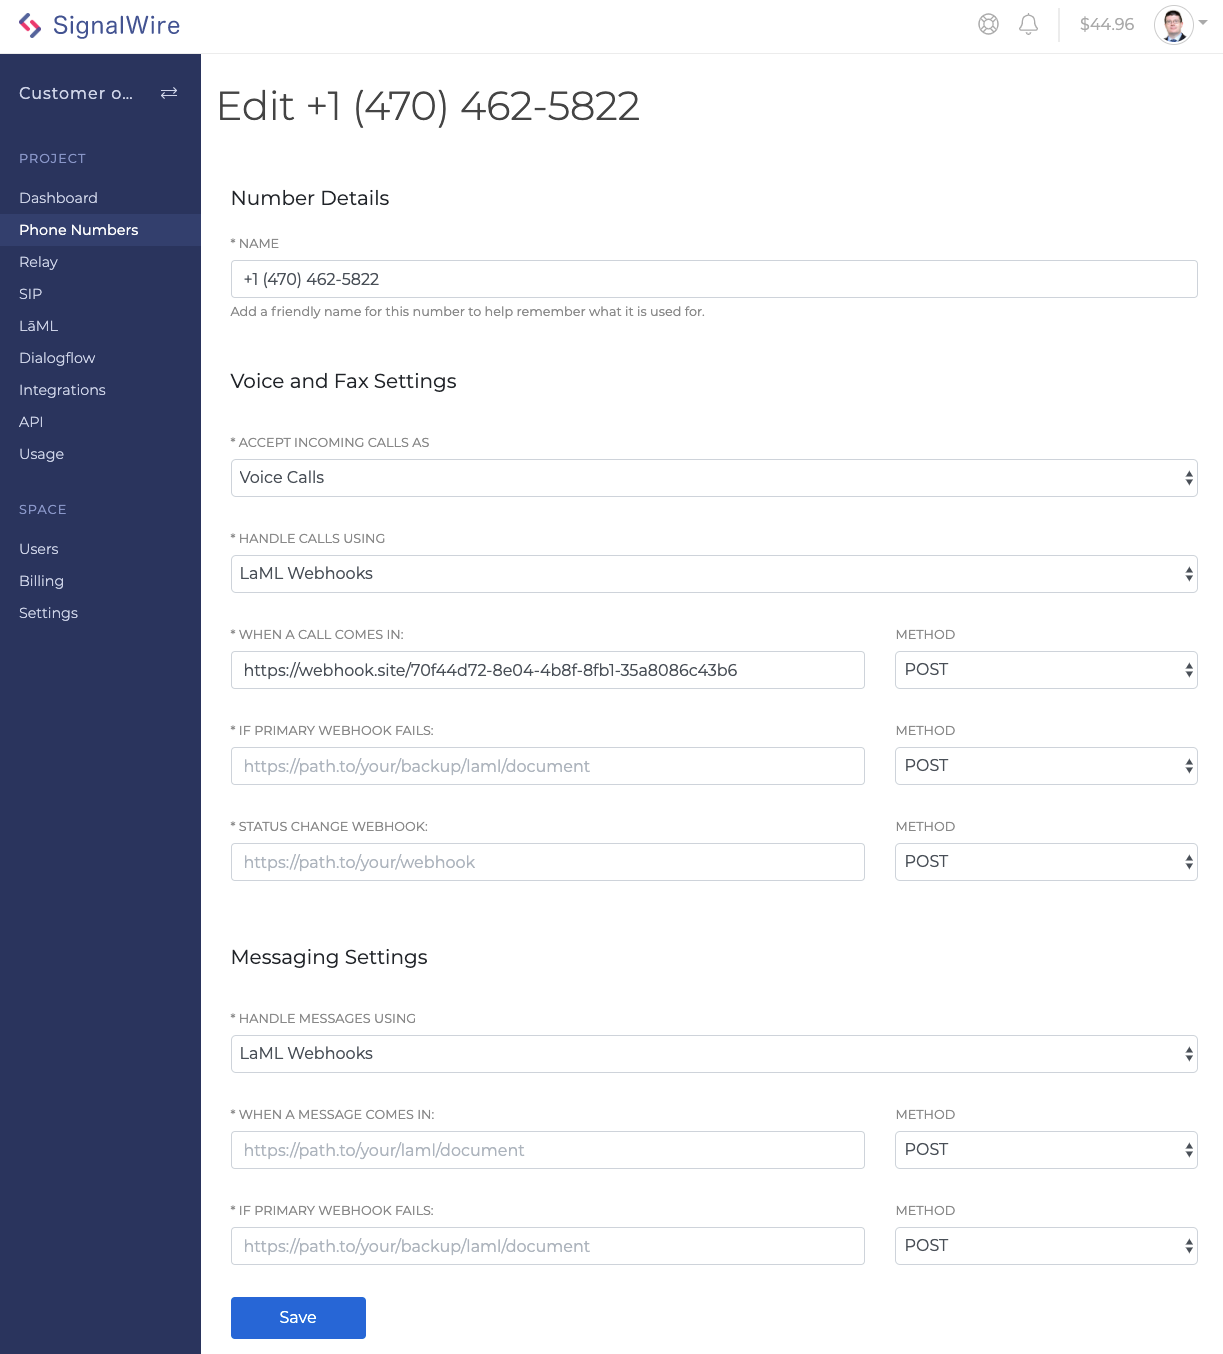 SignalWire
$44.96
Customer o...
PROJECT
Dashboard
Phone Numbers
Relay
SIP
LāML
Dialogflow
Integrations
API
Usage
SPACE
Users
Billing
Settings
Edit +1 (470) 462-5822
Number Details
* NAME
+1 (470) 462-5822
Add a friendly name for this number to help remember what it is used for.
Voice and Fax Settings
* ACCEPT INCOMING CALLS AS
Voice Calls
* HANDLE CALLS USING
LaML Webhooks
* WHEN A CALL COMES IN: METHOD
https://webhook.site/70f44d72-8e04-4b8f-8fb1-35a8086c43b6 POST
* IF PRIMARY WEBHOOK FAILS: METHOD
https://path.to/your/backup/laml/document POST
* STATUS CHANGE WEBHOOK: METHOD
https://path.to/your/webhook POST
Messaging Settings
* HANDLE MESSAGES USING
LaML Webhooks
* WHEN A MESSAGE COMES IN: METHOD
https://path.to/your/laml/document POST
* IF PRIMARY WEBHOOK FAILS: METHOD
https://path.to/your/backup/laml/document POST
Save